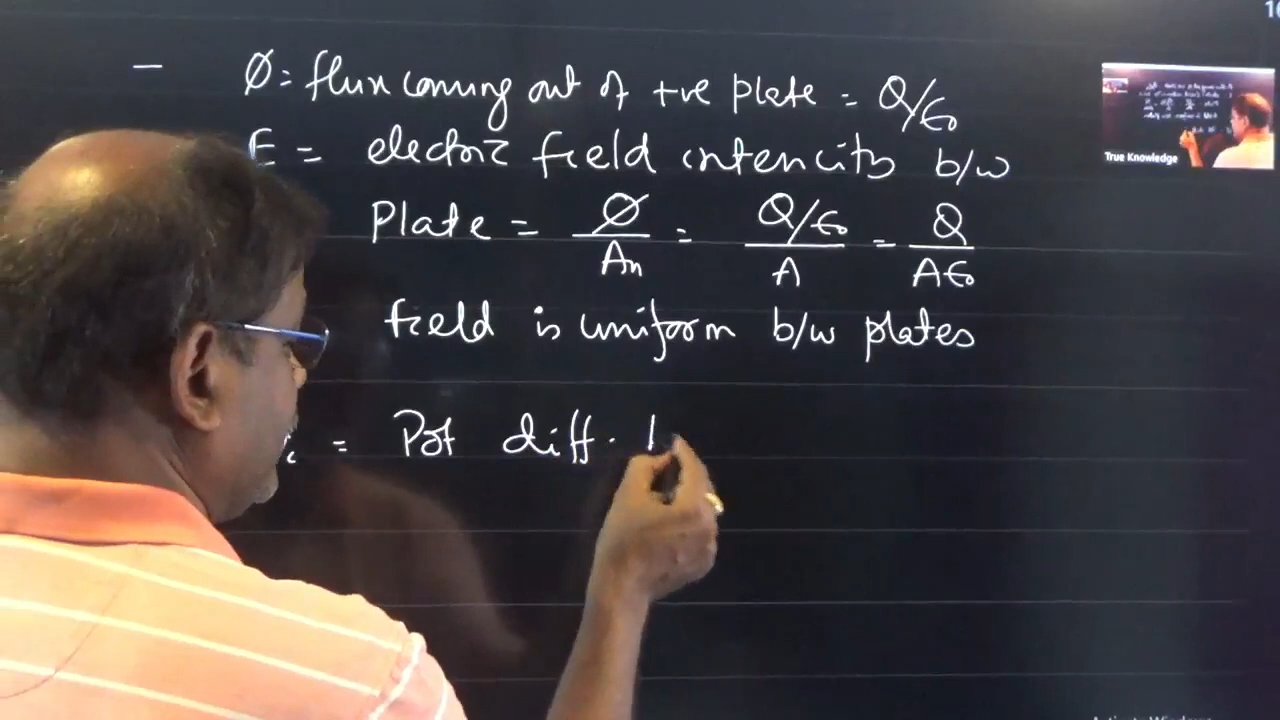 16
– Ø = flux coming out of +ve plate = Q/ϵ₀
E = electric field intencity b/w
Plate = Ø/An = (Q/ϵ₀)/A = Q/Aϵ₀
True Knowledge
field is uniform b/w plates
= Pot diff.